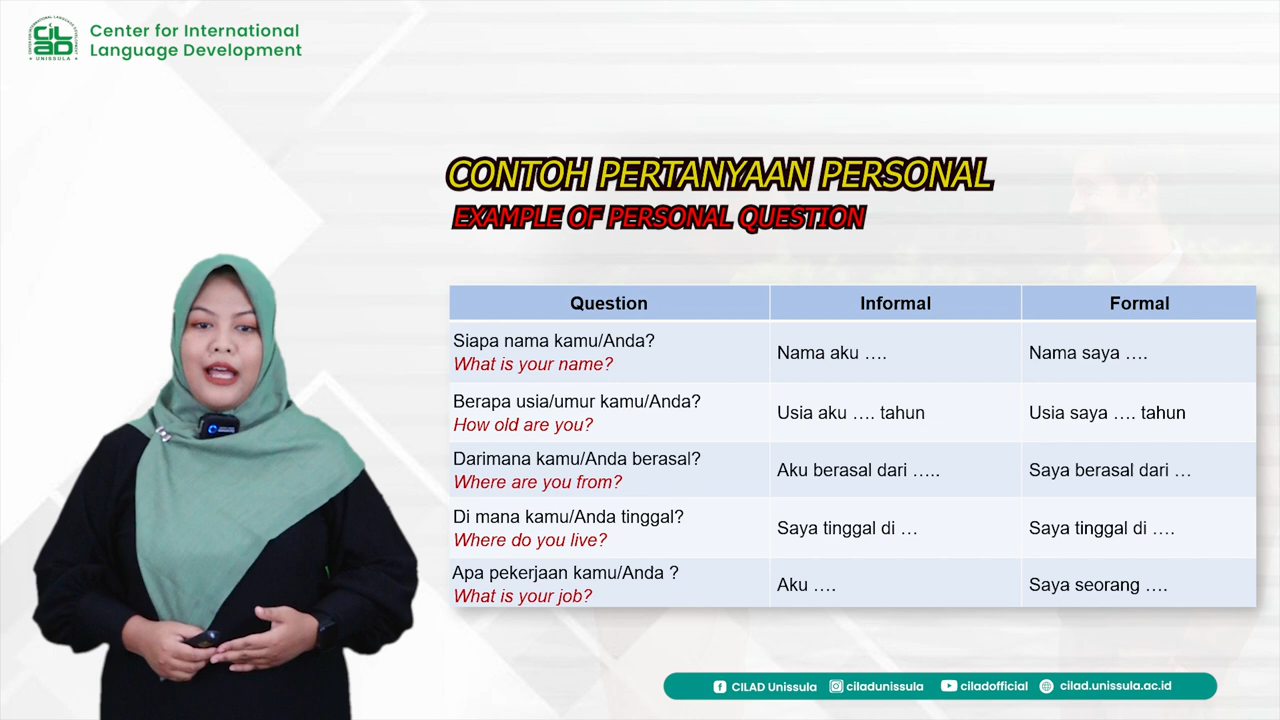 CILAD
UNISSULA
Center for International
Language Development
CONTOH PERTANYAAN PERSONAL
EXAMPLE OF PERSONAL QUESTION
Question Informal Formal
Siapa nama kamu/Anda?
What is your name?
Nama aku ….
Nama saya ….
Berapa usia/umur kamu/Anda?
How old are you?
Usia aku …. tahun
Usia saya …. tahun
Darimana kamu/Anda berasal?
Where are you from?
Aku berasal dari …..
Saya berasal dari …
Di mana kamu/Anda tinggal?
Where do you live?
Saya tinggal di …
Saya tinggal di ….
Apa pekerjaan kamu/Anda ?
What is your job?
Aku ….
Saya seorang ….
CILAD Unissula ciladunissula ciladofficial cilad.unissula.ac.id